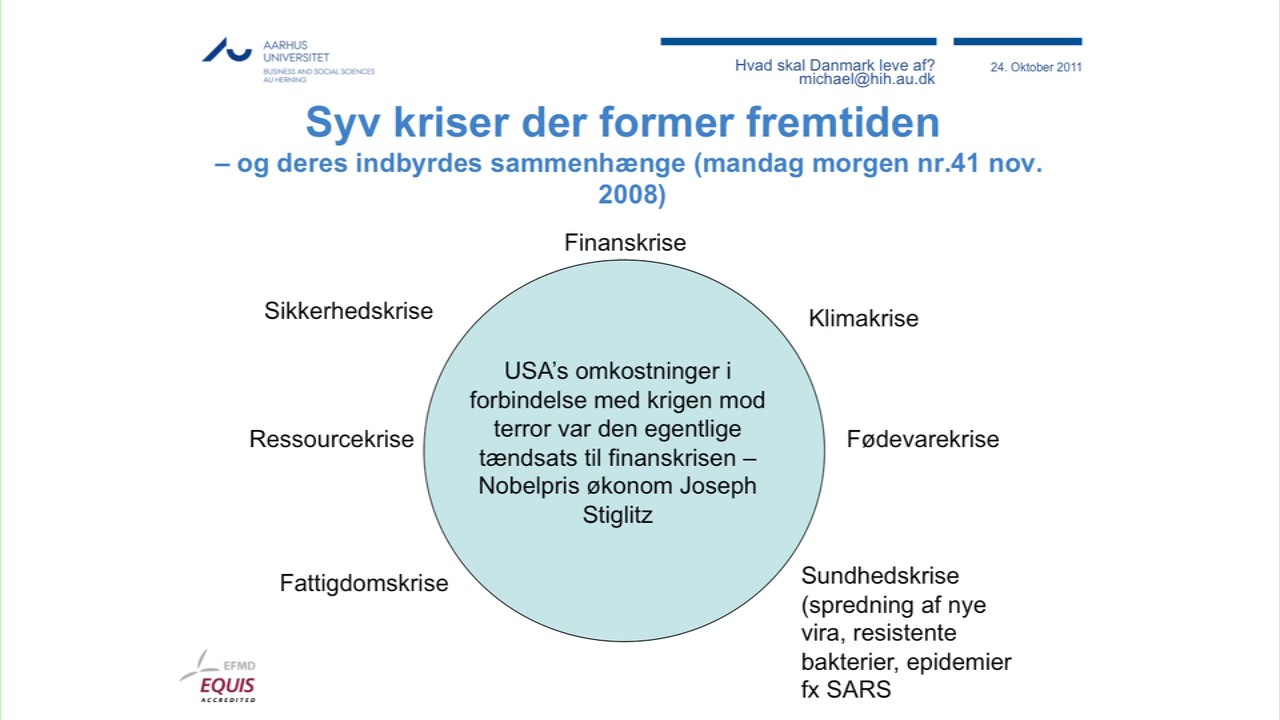 AARHUS
UNIVERSITET
BUSINESS AND SOCIAL SCIENCES
AU HERNING
Hvad skal Danmark leve af?
michael@hih.au.dk
24. Oktober 2011
Syv kriser der former fremtiden
– og deres indbyrdes sammenhænge (mandag morgen nr.41 nov.
2008)
Finanskrise
Sikkerhedskrise
Klimakrise
USA’s omkostninger i
forbindelse med krigen mod
terror var den egentlige
tændsats til finanskrisen –
Nobelpris økonom Joseph
Stiglitz
Ressourcekrise
Fødevarekrise
Fattigdomskrise
Sundhedskrise
(spredning af nye
vira, resistente
bakterier, epidemier
fx SARS
EFMD
EQUIS
ACCREDITED